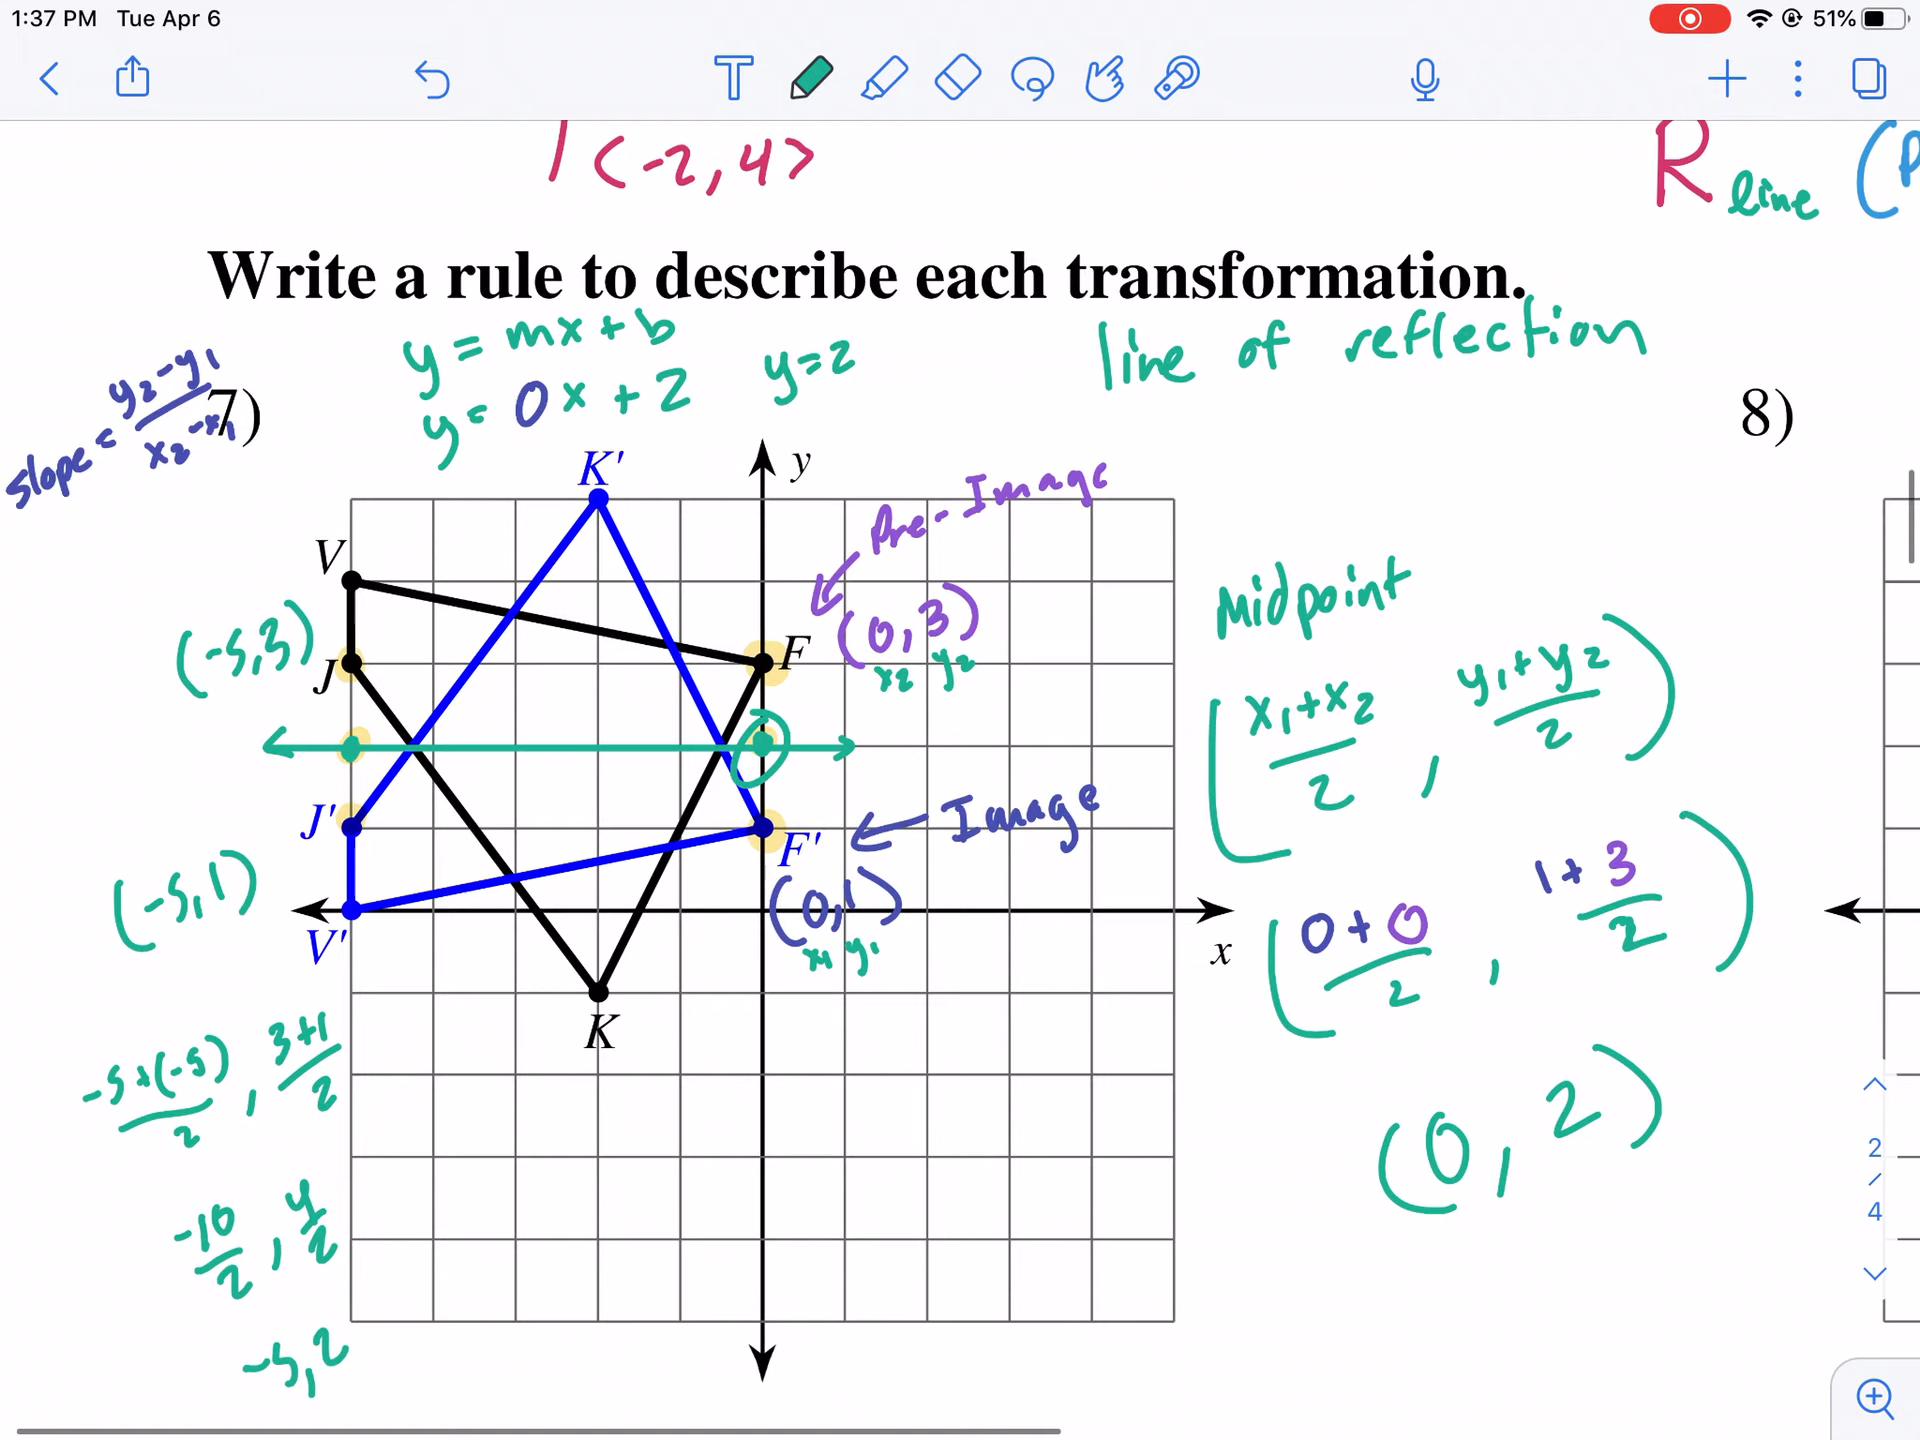 1:37 PM Tue Apr 6
51%
T
⟨-2, 4⟩
R line (P
Write a rule to describe each transformation.
y = mx + b
y = 0x + 2
y = 2
line of reflection
slope = y2-y1 / x2-x1
7)
8)
K'
y
Pre-Image
V
(0, 3)
x2 y2
F
(-5,3)
J
Midpoint
(x1+x2 / 2, y1+y2 / 2)
J'
Image
F'
(-5,1)
(0,1)
x1 y1
V'
x
(0+0 / 2, 1+3 / 2)
K
-5+(-5) / 2, 3+1 / 2
(0, 2)
-10 / 2, 4 / 2
-5,2
2
/
4